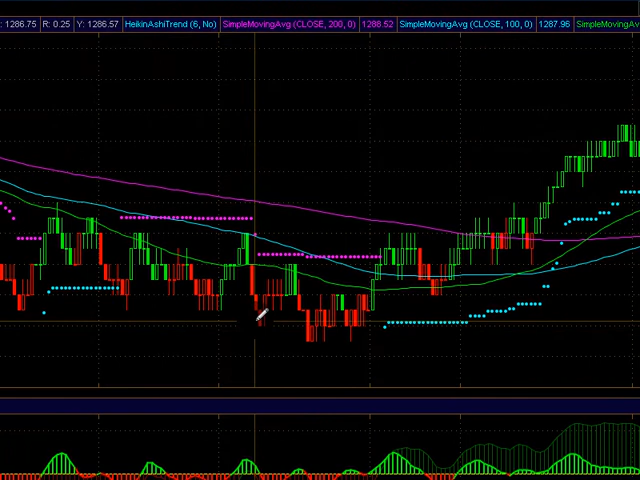 : 1286.75 R: 0.25 Y: 1286.57 HeikinAshiTrend (6, No) SimpleMovingAvg (CLOSE, 200, 0) 1288.52 SimpleMovingAvg (CLOSE, 100, 0) 1287.96 SimpleMovingAv